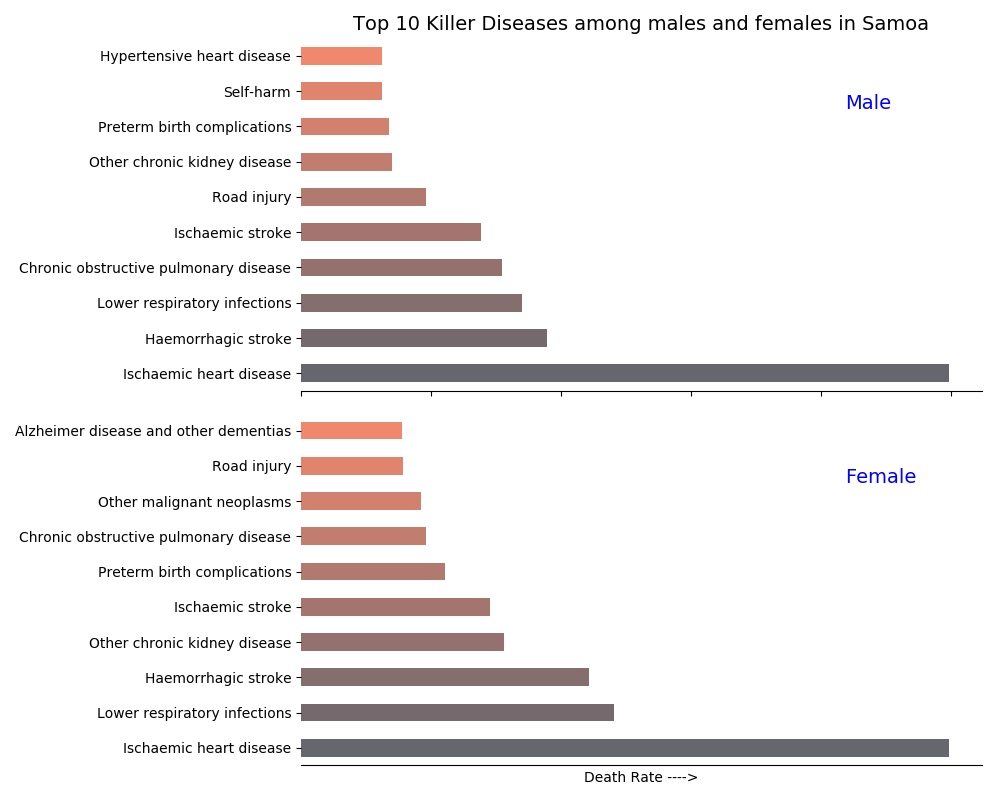 Top 10 Killer Diseases among males and females in Samoa
Hypertensive heart disease
Self-harm
Male
Preterm birth complications
Other chronic kidney disease
Road injury
Ischaemic stroke
Chronic obstructive pulmonary disease
Lower respiratory infections
Haemorrhagic stroke
Ischaemic heart disease
Alzheimer disease and other dementias
Road injury
Female
Other malignant neoplasms
Chronic obstructive pulmonary disease
Preterm birth complications
Ischaemic stroke
Other chronic kidney disease
Haemorrhagic stroke
Lower respiratory infections
Ischaemic heart disease
Death Rate ---->